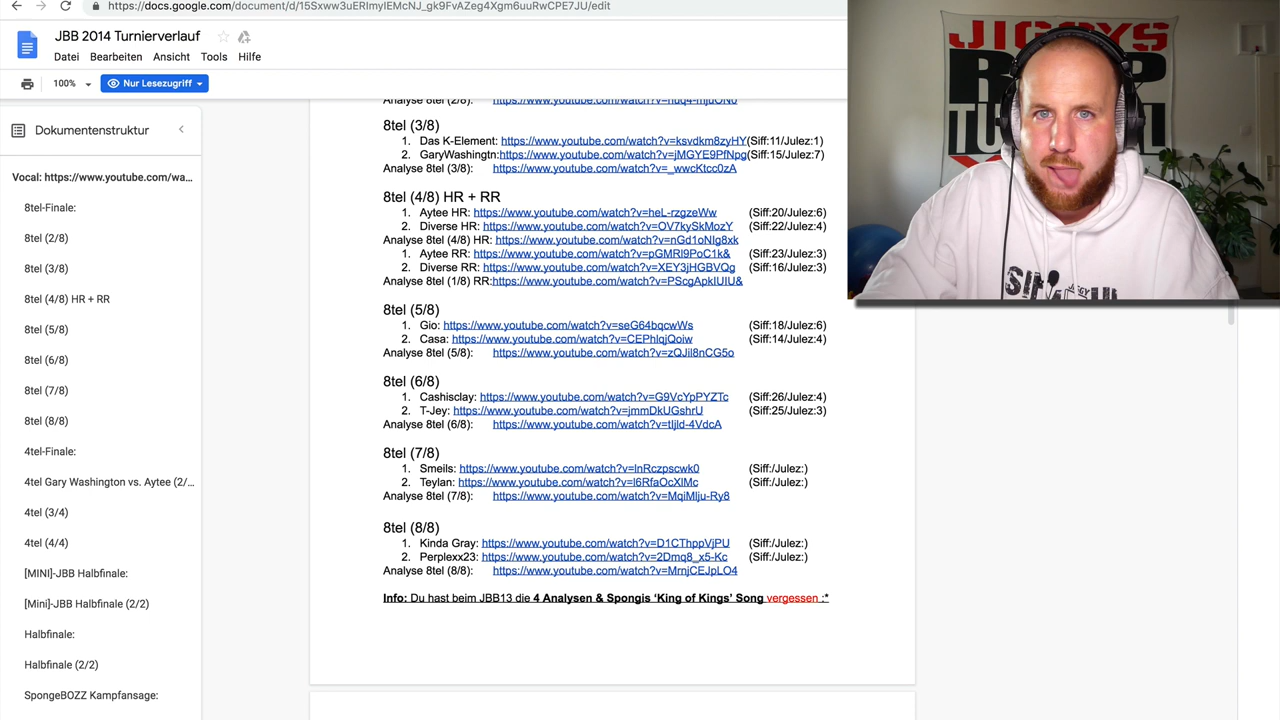 https://docs.google.com/document/d/15Sxww3uERImyIEMcNJ_gk9FvAZeg4Xgm6uuRwCPE7JU/edit
JBB 2014 Turnierverlauf
Datei Bearbeiten Ansicht Tools Hilfe
100% Nur Lesezugriff
Dokumentenstruktur
Vocal: https://www.youtube.com/wa...
8tel-Finale:
8tel (2/8)
8tel (3/8)
8tel (4/8) HR + RR
8tel (5/8)
8tel (6/8)
8tel (7/8)
8tel (8/8)
4tel-Finale:
4tel Gary Washington vs. Aytee (2/...
4tel (3/4)
4tel (4/4)
[MINI]-JBB Halbfinale:
[Mini]-JBB Halbfinale (2/2)
Halbfinale:
Halbfinale (2/2)
SpongeBOZZ Kampfansage:
Analyse 8tel (2/8):
8tel (3/8)
1. Das K-Element: https://www.youtube.com/watch?v=ksvdkm8zyHY(Siff:11/Julez:1)
2. GaryWashingtn:https://www.youtube.com/watch?v=jMGYE9PfNpg(Siff:15/Julez:7)
Analyse 8tel (3/8): https://www.youtube.com/watch?v=_wwcKtcc0zA
8tel (4/8) HR + RR
1. Aytee HR: https://www.youtube.com/watch?v=heL-rzgzeWw (Siff:20/Julez:6)
2. Diverse HR: https://www.youtube.com/watch?v=OV7kySkMozY (Siff:22/Julez:4)
Analyse 8tel (4/8) HR: https://www.youtube.com/watch?v=nGd1oNIg8xk
1. Aytee RR: https://www.youtube.com/watch?v=pGMRl9PoC1k& (Siff:23/Julez:3)
2. Diverse RR: https://www.youtube.com/watch?v=XEY3jHGBVQg (Siff:16/Julez:3)
Analyse 8tel (1/8) RR:https://www.youtube.com/watch?v=PScgApkIUIU&
8tel (5/8)
1. Gio: https://www.youtube.com/watch?v=seG64bqcwWs (Siff:18/Julez:6)
2. Casa: https://www.youtube.com/watch?v=CEPhlqjQoiw (Siff:14/Julez:4)
Analyse 8tel (5/8): https://www.youtube.com/watch?v=zQJil8nCG5o
8tel (6/8)
1. Cashisclay: https://www.youtube.com/watch?v=G9VcYpPYZTc (Siff:26/Julez:4)
2. T-Jey: https://www.youtube.com/watch?v=jmmDkUGshrU (Siff:25/Julez:3)
Analyse 8tel (6/8): https://www.youtube.com/watch?v=tIjld-4VdcA
8tel (7/8)
1. Smeils: https://www.youtube.com/watch?v=lnRczpscwk0 (Siff:/Julez:)
2. Teylan: https://www.youtube.com/watch?v=l6RfaOcXlMc (Siff:/Julez:)
Analyse 8tel (7/8): https://www.youtube.com/watch?v=MqiMlju-Ry8
8tel (8/8)
1. Kinda Gray: https://www.youtube.com/watch?v=D1CThppVjPU (Siff:/Julez:)
2. Perplexx23: https://www.youtube.com/watch?v=2Dmq8_x5-Kc (Siff:/Julez:)
Analyse 8tel (8/8): https://www.youtube.com/watch?v=MrnjCEJpLO4
Info: Du hast beim JBB13 die 4 Analysen & Spongis ‘King of Kings’ Song vergessen :*